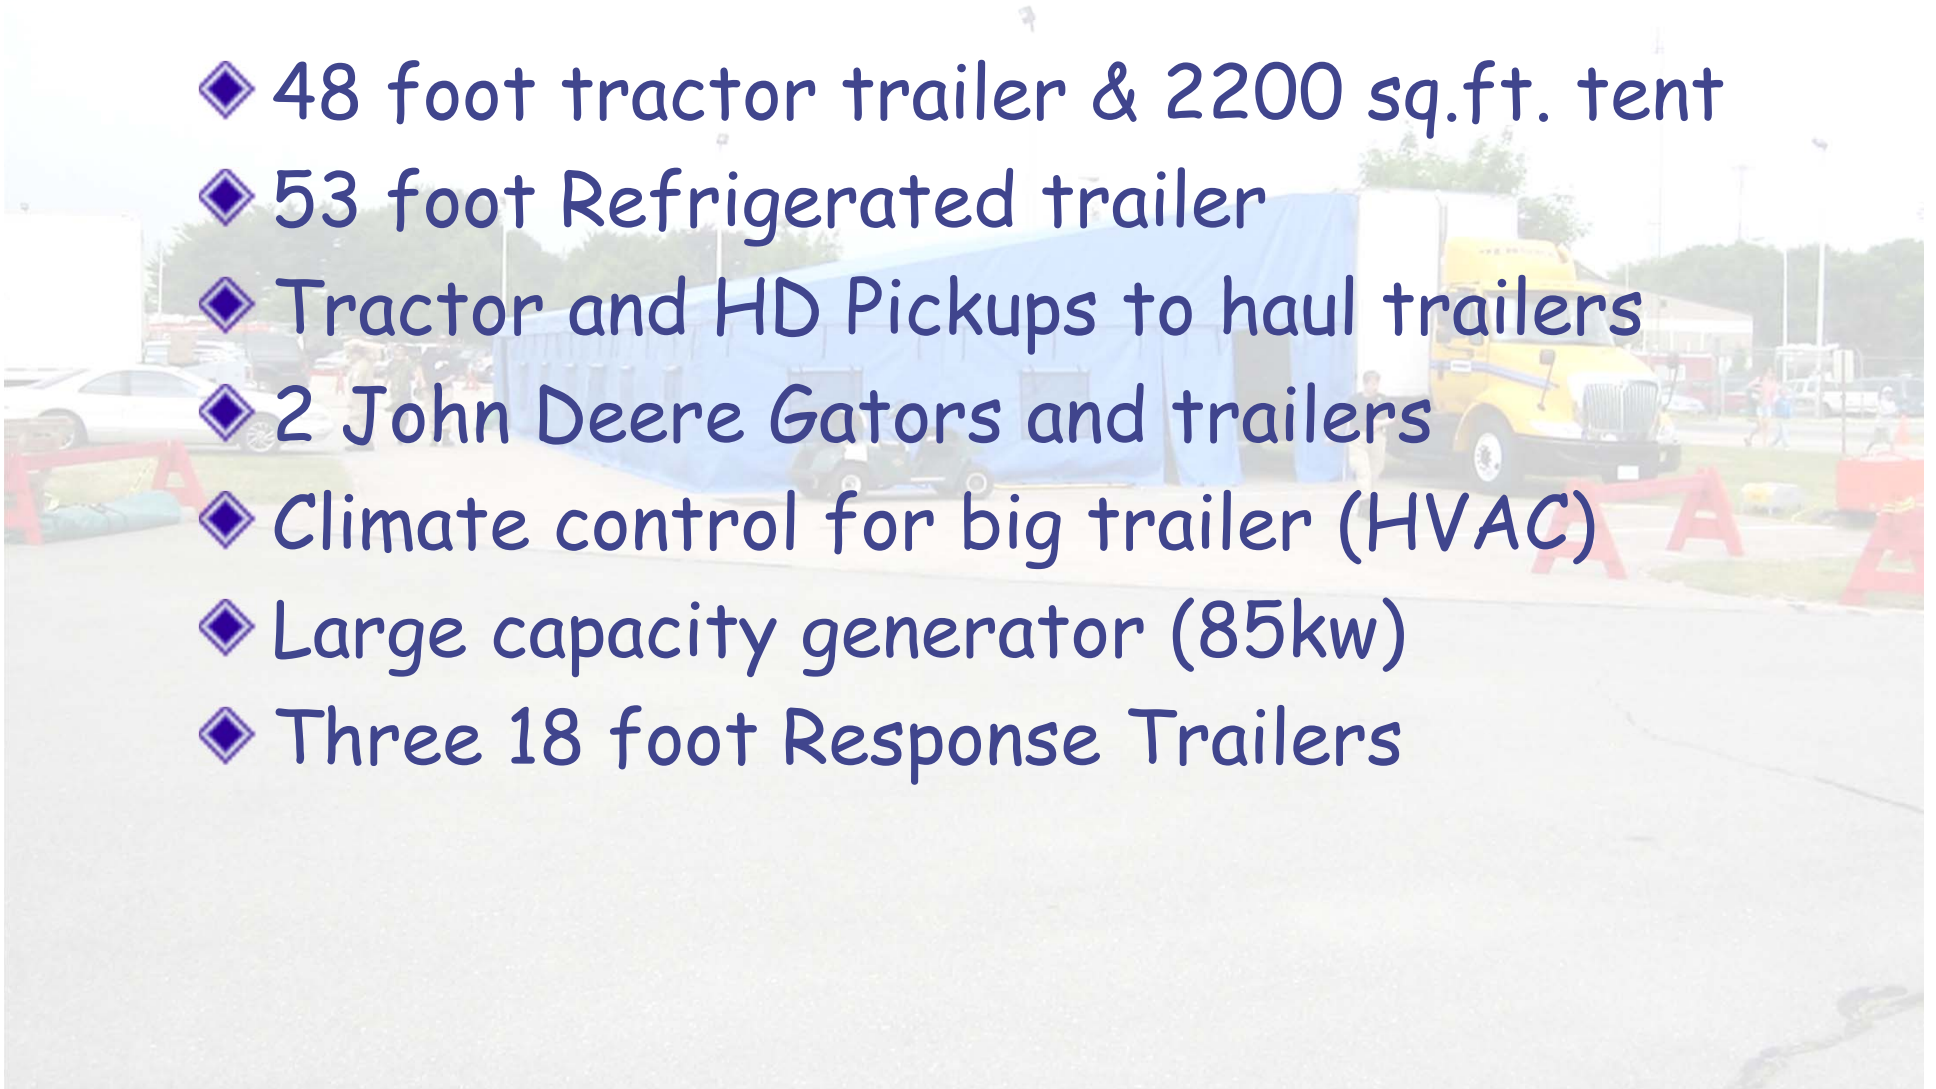 48 foot tractor trailer & 2200 sq.ft. tent
53 foot Refrigerated trailer
Tractor and HD Pickups to haul trailers
2 John Deere Gators and trailers
Climate control for big trailer (HVAC)
Large capacity generator (85kw)
Three 18 foot Response Trailers